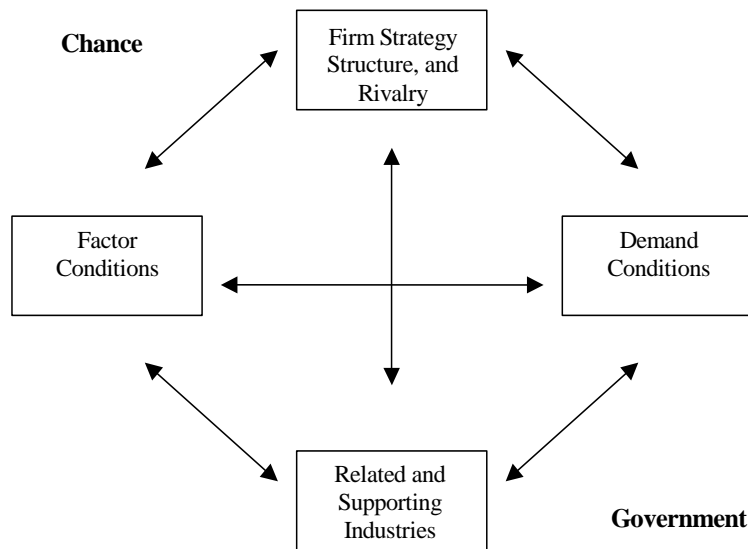 Chance
Firm Strategy
Structure, and
Rivalry
Factor
Conditions
Demand
Conditions
Related and
Supporting
Industries
Government